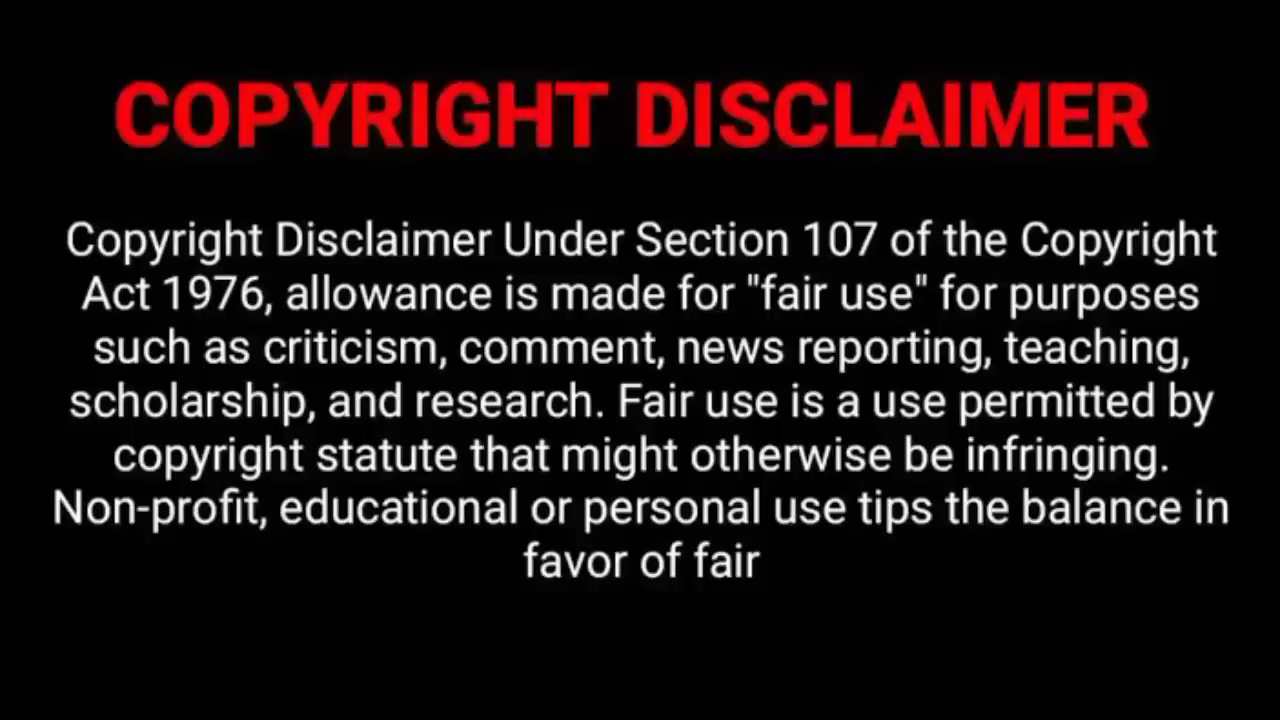 COPYRIGHT DISCLAIMER
Copyright Disclaimer Under Section 107 of the Copyright
Act 1976, allowance is made for "fair use" for purposes
such as criticism, comment, news reporting, teaching,
scholarship, and research. Fair use is a use permitted by
copyright statute that might otherwise be infringing.
Non-profit, educational or personal use tips the balance in
favor of fair